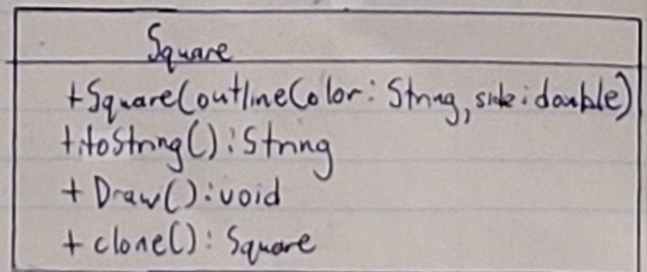 Square
+Square(outlineColor: String, side: double)
+toString(): String
+ Draw(): void
+ clone(): Square